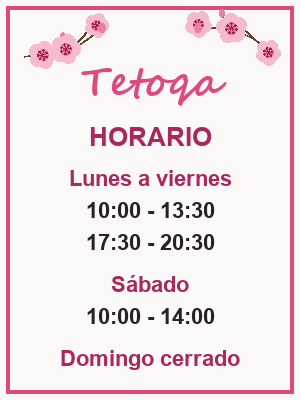 Tetoqa
HORARIO
Lunes a viernes
10:00 - 13:30
17:30 - 20:30
Sábado
10:00 - 14:00
Domingo cerrado